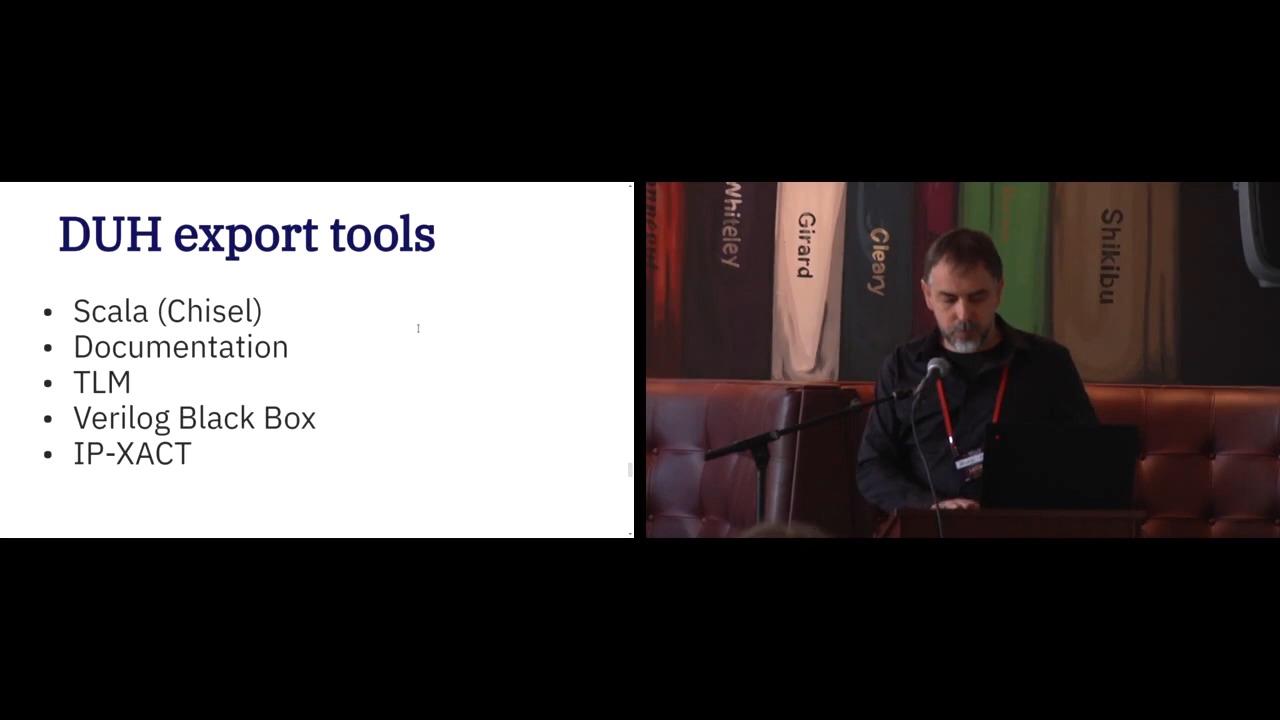 DUH export tools
• Scala (Chisel)
• Documentation
• TLM
• Verilog Black Box
• IP-XACT
Whiteley
Girard
Cleary
Shikibu